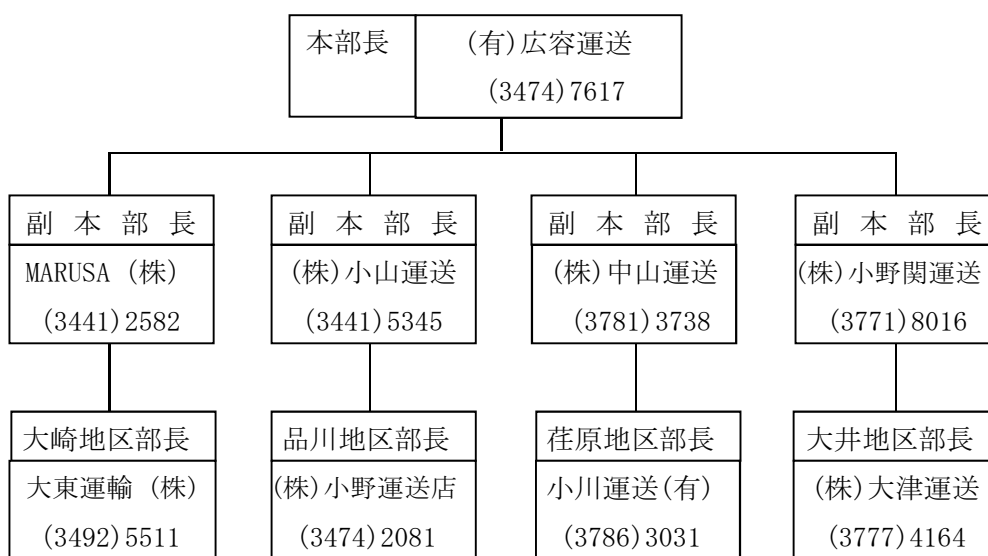 本部長
(有)広容運送
(3474)7617
副本部長
MARUSA (株)
(3441)2582
副本部長
(株)小山運送
(3441)5345
副本部長
(株)中山運送
(3781)3738
副本部長
(株)小野関運送
(3771)8016
大崎地区部長
大東運輸 (株)
(3492)5511
品川地区部長
(株)小野運送店
(3474)2081
荏原地区部長
小川運送(有)
(3786)3031
大井地区部長
(株)大津運送
(3777)4164